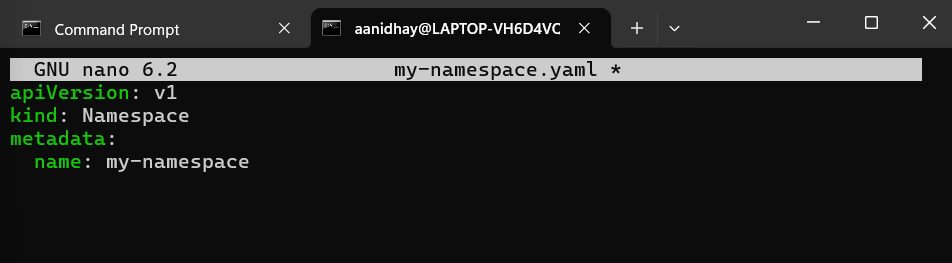 Command Prompt
aanidhay@LAPTOP-VH6D4VC
GNU nano 6.2 my-namespace.yaml *
apiVersion: v1
kind: Namespace
metadata:
  name: my-namespace